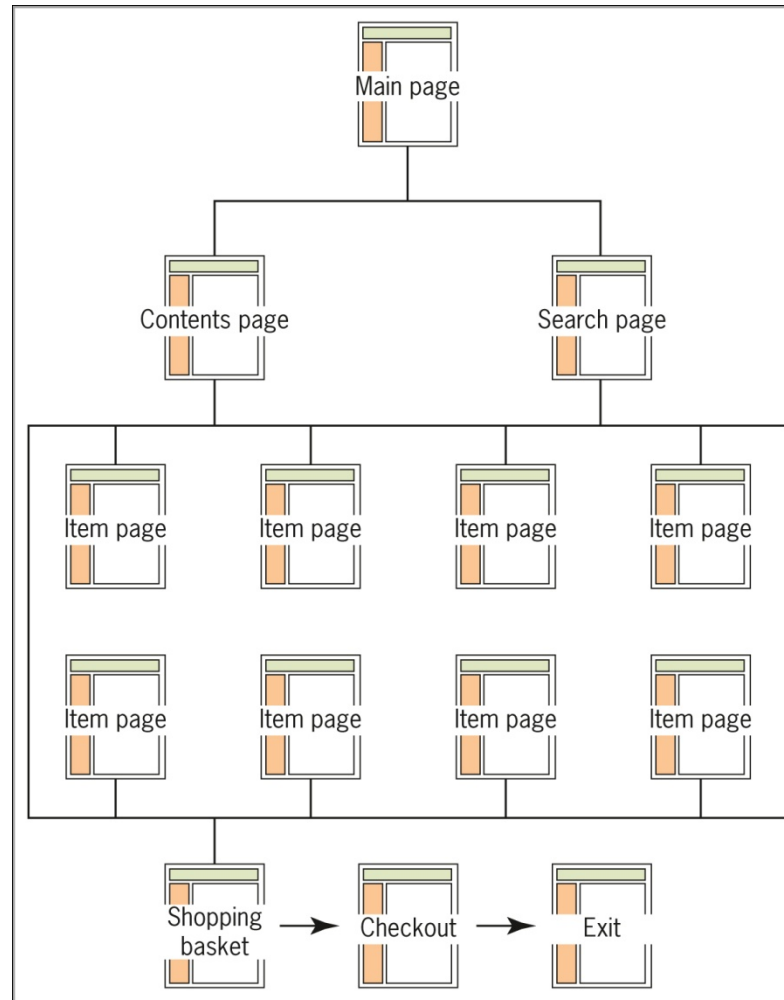 Main page
Contents page
Search page
Item page
Item page
Item page
Item page
Item page
Item page
Item page
Item page
Shopping
basket
Checkout
Exit